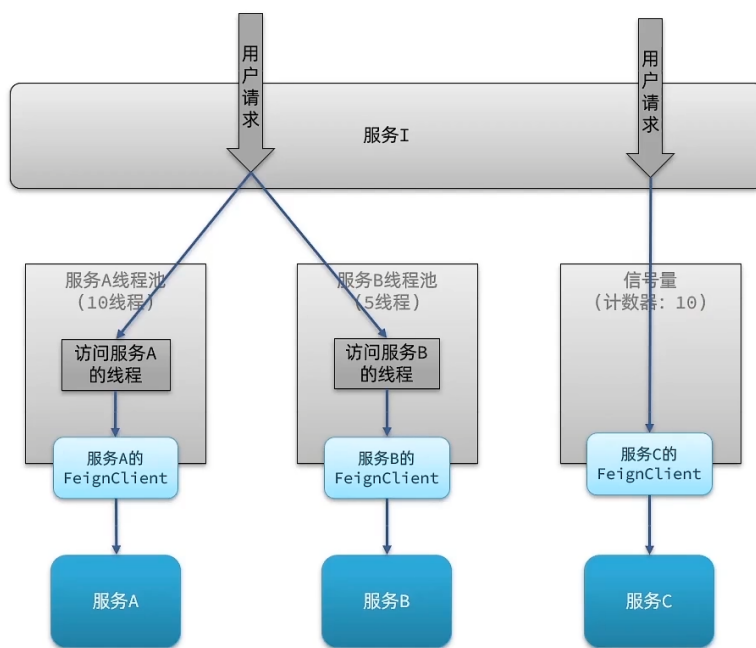 用户请求
用户请求
服务I
服务A线程池
(10线程)
服务B线程池
(5线程)
信号量
(计数器: 10)
访问服务A
的线程
访问服务B
的线程
服务A的
FeignClient
服务B的
FeignClient
服务C的
FeignClient
服务A
服务B
服务C